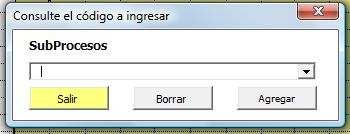 Consulte el código a ingresar
SubProcesos
Salir
Borrar
Agregar